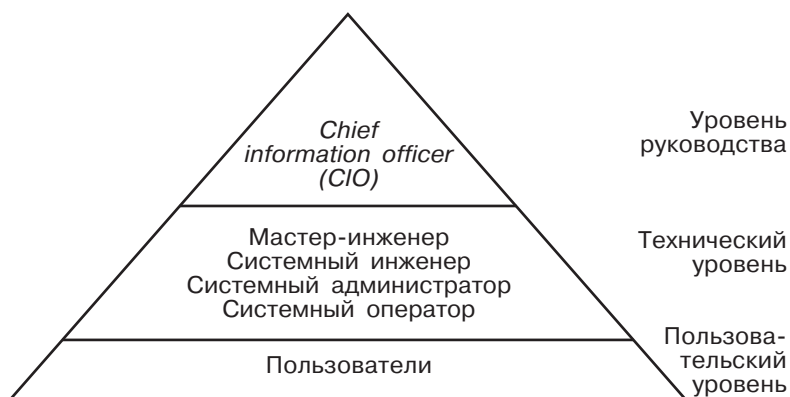 Chief
information officer
(CIO)
Уровень
руководства
Мастер-инженер
Системный инженер
Системный администратор
Системный оператор
Технический
уровень
Пользователи
Пользова-
тельский
уровень